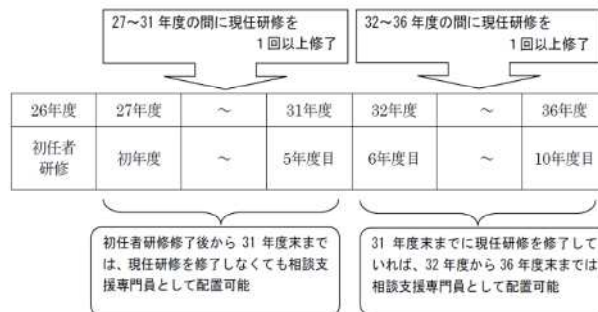 27～31年度の間に現任研修を
1回以上修了
32～36年度の間に現任研修を
1回以上修了
26年度 27年度 ～ 31年度 32年度 ～ 36年度
初任者
研修
初年度 ～ 5年度目 6年度目 ～ 10年度目
初任者研修修了後から 31 年度末まで
は、現任研修を修了しなくても相談支
援専門員として配置可能
31 年度末までに現任研修を修了して
いれば、32 年度から 36 年度末までは
相談支援専門員として配置可能